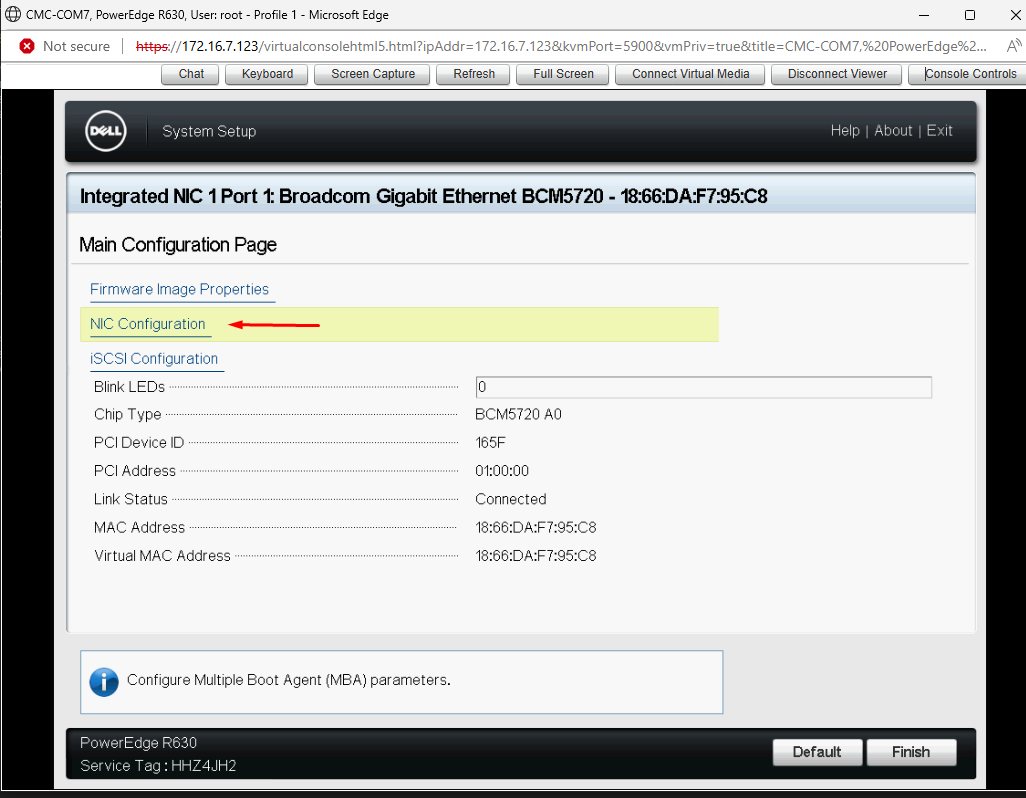 CMC-COM7, PowerEdge R630, User: root - Profile 1 - Microsoft Edge
Not secure https://172.16.7.123/virtualconsolehtml5.html?ipAddr=172.16.7.123&kvmPort=5900&vmPriv=true&title=CMC-COM7,%20PowerEdge%2...
Chat Keyboard Screen Capture Refresh Full Screen Connect Virtual Media Disconnect Viewer Console Controls
DELL System Setup Help | About | Exit
Integrated NIC 1 Port 1: Broadcom Gigabit Ethernet BCM5720 - 18:66:DA:F7:95:C8
Main Configuration Page
Firmware Image Properties
NIC Configuration
iSCSI Configuration
Blink LEDs 0
Chip Type BCM5720 A0
PCI Device ID 165F
PCI Address 01:00:00
Link Status Connected
MAC Address 18:66:DA:F7:95:C8
Virtual MAC Address 18:66:DA:F7:95:C8
Configure Multiple Boot Agent (MBA) parameters.
PowerEdge R630
Service Tag : HHZ4JH2
Default Finish